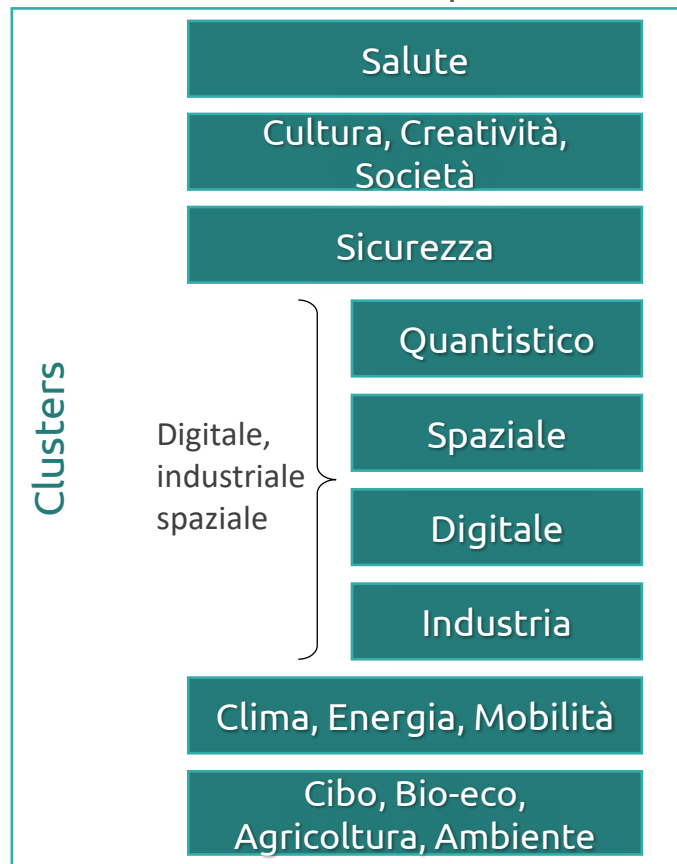 Salute
Cultura, Creatività,
Società
Sicurezza
Quantistico
Spaziale
Digitale
Industria
Digitale,
industriale
spaziale
Clusters
Clima, Energia, Mobilità
Cibo, Bio-eco,
Agricoltura, Ambiente